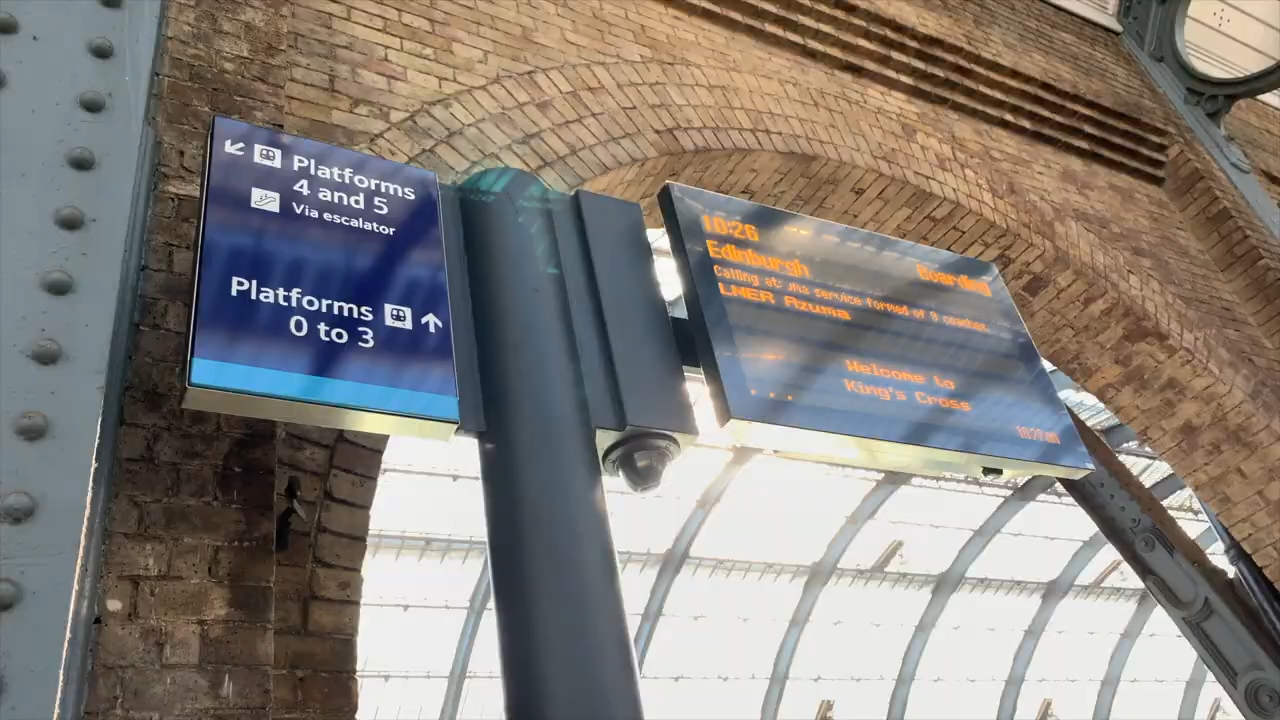 Platforms
4 and 5
Via escalator
Platforms
0 to 3
10:26
Edinburgh Boarding
Calling at: service formed of 9 coaches.
LNER Azuma
Welcome to
...
King's Cross